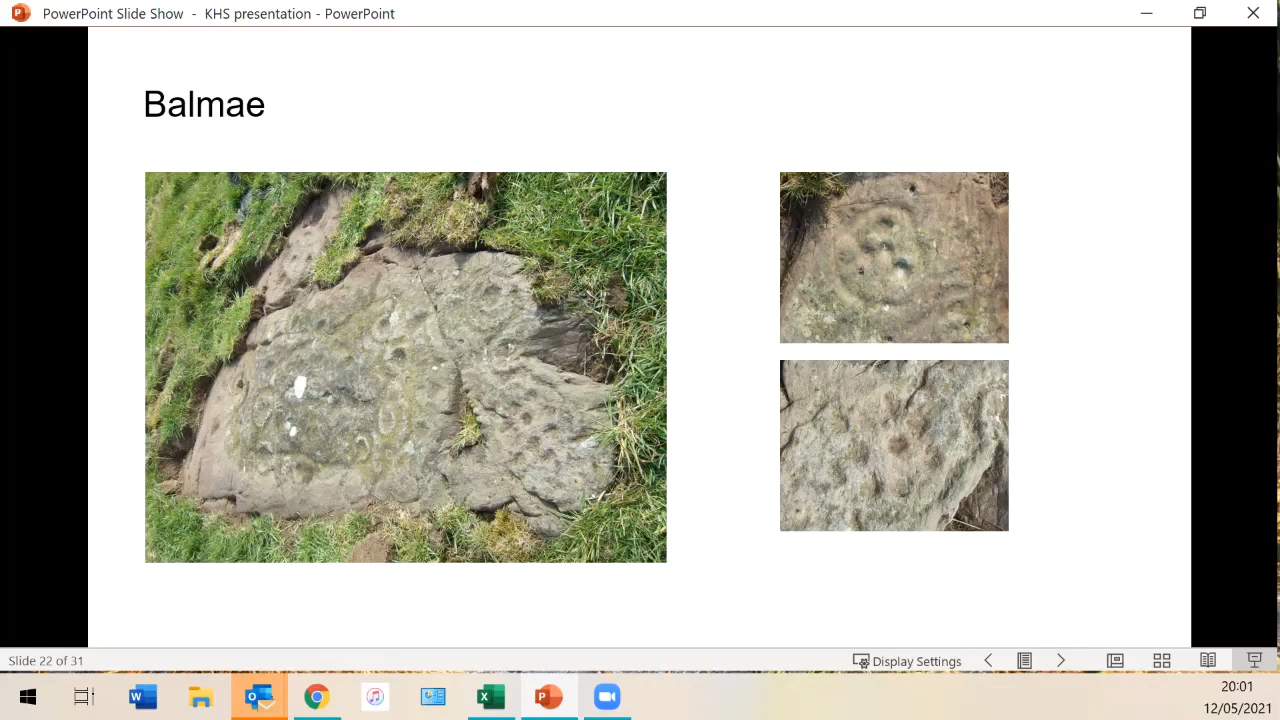 PowerPoint Slide Show - KHS presentation - PowerPoint
Balmae
Slide 22 of 31
Display Settings
20:01
12/05/2021